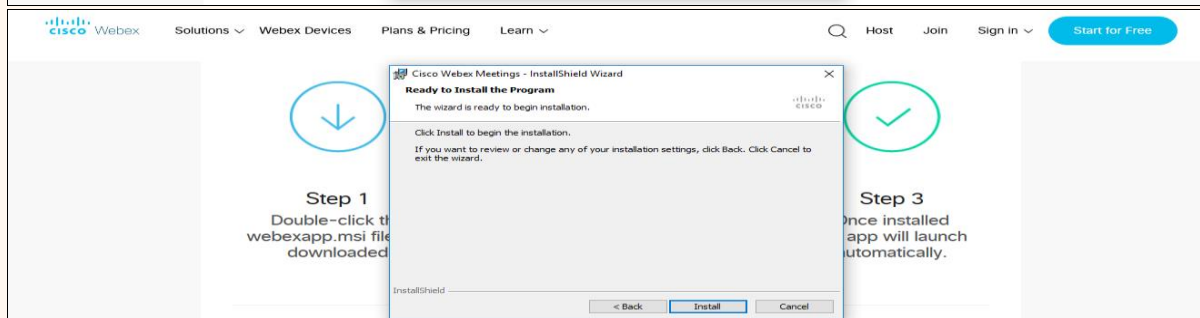 CISCO Webex Solutions Webex Devices Plans & Pricing Learn Host Join Sign in Start for Free
Cisco Webex Meetings - InstallShield Wizard
Ready to Install the Program
The wizard is ready to begin installation.
CISCO
Click Install to begin the installation.
If you want to review or change any of your installation settings, click Back. Click Cancel to
exit the wizard.
InstallShield
< Back Install Cancel
Step 1
Double-click
webexapp.msi
downloaded
Step 3
installed
app will launch
automatically.